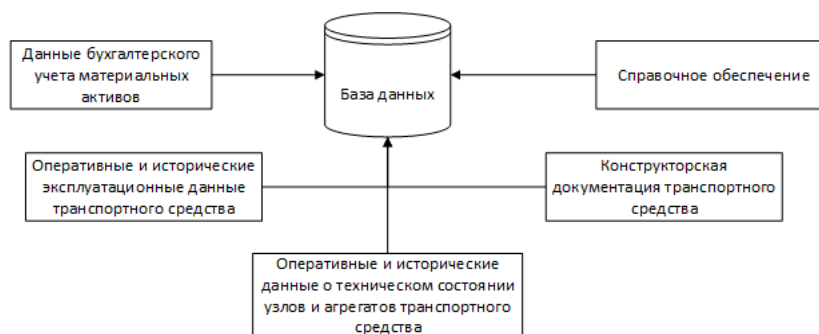 Данные бухгалтерского
учета материальных
активов
База данных
Справочное обеспечение
Оперативные и исторические
эксплуатационные данные
транспортного средства
Конструкторская
документация транспортного
средства
Оперативные и исторические
данные о техническом состоянии
узлов и агрегатов транспортного
средства